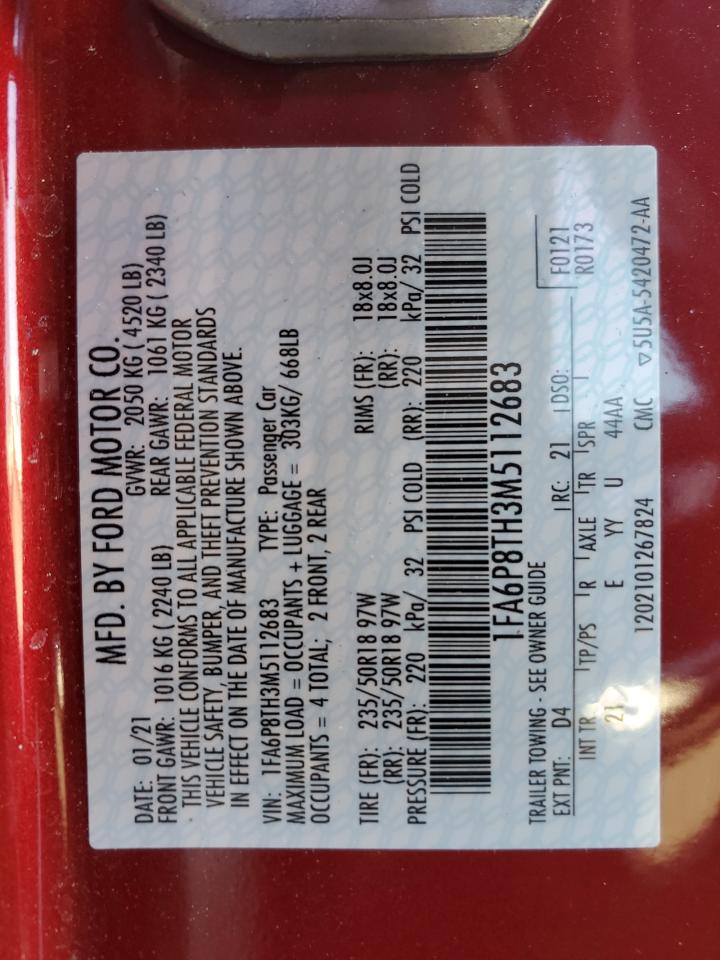 MFD. BY FORD MOTOR CO.
DATE: 01/21 GVWR: 2050 KG ( 4520 LB)
FRONT GAWR: 1016 KG ( 2240 LB) REAR GAWR: 1061 KG ( 2340 LB)
· THIS VEHICLE CONFORMS TO ALL APPLICABLE FEDERAL MOTOR
VEHICLE SAFETY, BUMPER, AND THEFT PREVENTION STANDARDS
IN EFFECT ON THE DATE OF MANUFACTURE SHOWN ABOVE.
VIN: 1FA6P8TH3M5112683 TYPE: Passenger Car
MAXIMUM LOAD = OCCUPANTS + LUGGAGE = 303KG/ 668LB
OCCUPANTS = 4 TOTAL; 2 FRONT, 2 REAR
TIRE (FR): 235/50R18 97W RIMS (FR): 18x8.0J
(RR): 235/50R18 97W (RR): 18x8.0J
PRESSURE (FR): 220 kPa/ 32 PSI COLD (RR): 220 kPa/ 32 PSI COLD
1FA6P8TH3M5112683
TRAILER TOWING - SEE OWNER GUIDE
EXT PNT: D4 RC: 21 DSO: F0121
R0173
INT TR TP/PS R AXLE TR SPR
21 E YY U 44AA
1202101267824 CMC ▽5U5A-5420472-AA